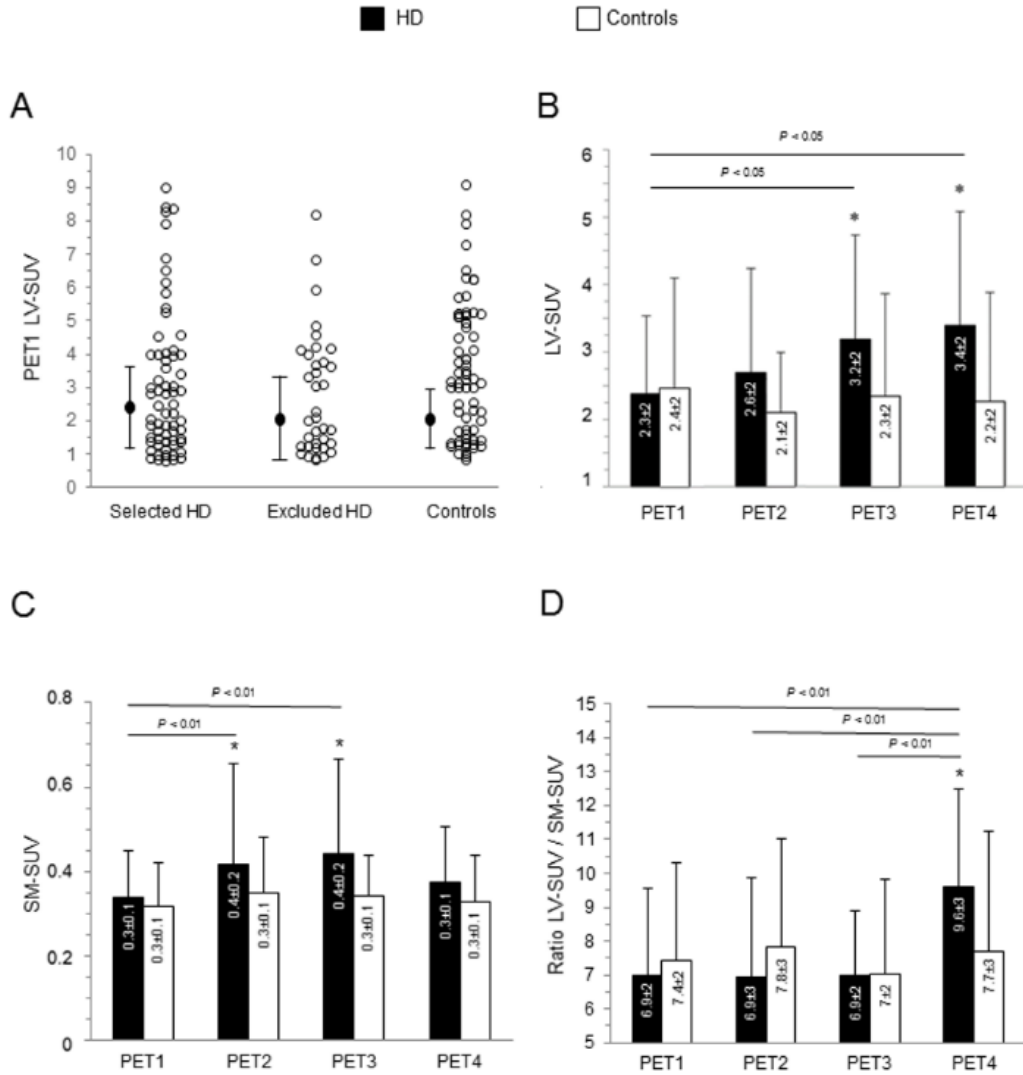 HD
Controls
A
PET1 LV-SUV
10
9
8
7
6
5
4
3
2
1
0
Selected HD
Excluded HD
Controls
B
P < 0.05
P < 0.05
*
*
LV-SUV
6
5
4
3
2
1
2.3±2
2.4±2
2.6±2
2.1±2
3.2±2
2.3±2
3.4±2
2.2±2
PET1
PET2
PET3
PET4
C
P < 0.01
P < 0.01
*
*
SM-SUV
0.8
0.6
0.4
0.2
0
0.3±0.1
0.3±0.1
0.4±0.2
0.3±0.1
0.4±0.2
0.3±0.1
0.3±0.1
0.3±0.1
PET1
PET2
PET3
PET4
D
P < 0.01
P < 0.01
P < 0.01
*
Ratio LV-SUV / SM-SUV
15
14
13
12
11
10
9
8
7
6
5
6.9±2
7.4±2
6.9±3
7.8±3
6.9±2
7±2
9.6±3
7.7±3
PET1
PET2
PET3
PET4